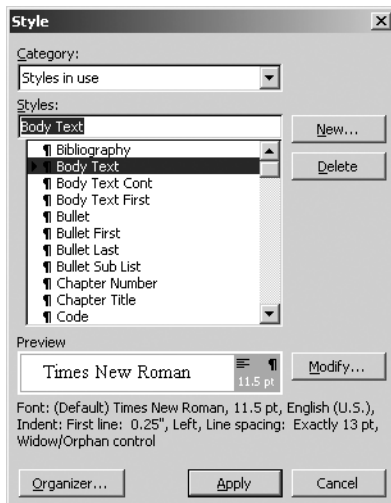 Style
Category:
Styles in use
Styles:
Body Text
New...
¶ Bibliography
¶ Body Text
Delete
¶ Body Text Cont
¶ Body Text First
¶ Bullet
¶ Bullet First
¶ Bullet Last
¶ Bullet Sub List
¶ Chapter Number
¶ Chapter Title
¶ Code
Preview
Times New Roman
¶
11.5 pt
Modify...
Font: (Default) Times New Roman, 11.5 pt, English (U.S.),
Indent: First line: 0.25", Left, Line spacing: Exactly 13 pt,
Widow/Orphan control
Organizer...
Apply
Cancel